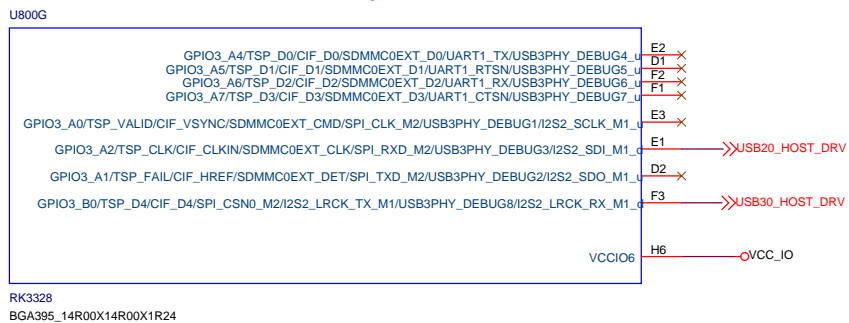 U800G
GPIO3_A4/TSP_D0/CIF_D0/SDMMC0EXT_D0/UART1_TX/USB3PHY_DEBUG4_u E2
GPIO3_A5/TSP_D1/CIF_D1/SDMMC0EXT_D1/UART1_RTSN/USB3PHY_DEBUG5_u D1
GPIO3_A6/TSP_D2/CIF_D2/SDMMC0EXT_D2/UART1_RX/USB3PHY_DEBUG6_u F2
GPIO3_A7/TSP_D3/CIF_D3/SDMMC0EXT_D3/UART1_CTSN/USB3PHY_DEBUG7_u F1
GPIO3_A0/TSP_VALID/CIF_VSYNC/SDMMC0EXT_CMD/SPI_CLK_M2/USB3PHY_DEBUG1/I2S2_SCLK_M1_u E3
GPIO3_A2/TSP_CLK/CIF_CLKIN/SDMMC0EXT_CLK/SPI_RXD_M2/USB3PHY_DEBUG3/I2S2_SDI_M1_d E1 USB20_HOST_DRV
GPIO3_A1/TSP_FAIL/CIF_HREF/SDMMC0EXT_DET/SPI_TXD_M2/USB3PHY_DEBUG2/I2S2_SDO_M1_u D2
GPIO3_B0/TSP_D4/CIF_D4/SPI_CSN0_M2/I2S2_LRCK_TX_M1/USB3PHY_DEBUG8/I2S2_LRCK_RX_M1_d F3 USB30_HOST_DRV
VCCIO6 H6 VCC_IO
RK3328
BGA395_14R00X14R00X1R24